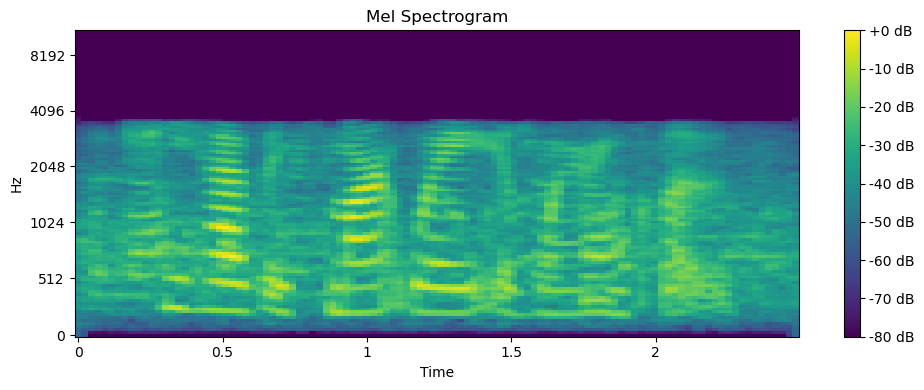 Mel Spectrogram
8192
4096
2048
1024
512
0
Hz
0
0.5
1
1.5
2
Time
+0 dB
-10 dB
-20 dB
-30 dB
-40 dB
-50 dB
-60 dB
-70 dB
-80 dB